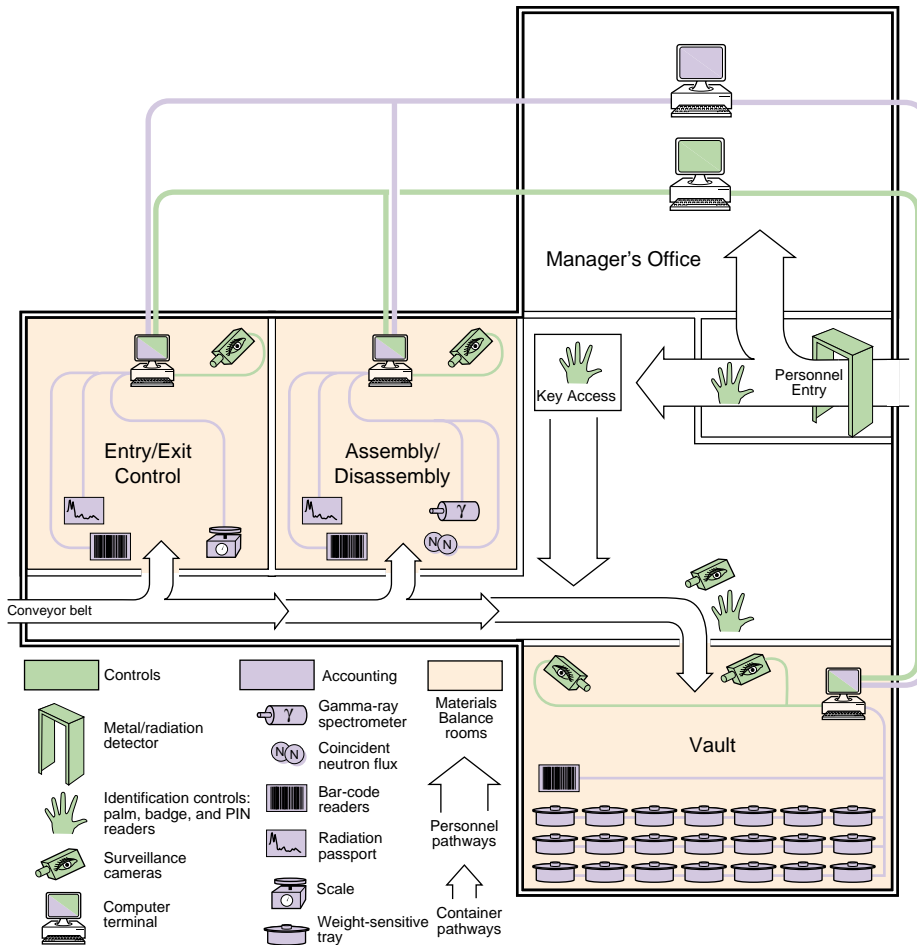 Manager's Office
Personnel
Entry
Key Access
Entry/Exit
Control
Assembly/
Disassembly
γ
N N
Conveyor belt
Vault
Controls
Metal/radiation
detector
Identification controls:
palm, badge, and PIN
readers
Surveillance
cameras
Computer
terminal
Accounting
γ
Gamma-ray
spectrometer
N N
Coincident
neutron flux
Bar-code
readers
Radiation
passport
Scale
Weight-sensitive
tray
Materials
Balance
rooms
Personnel
pathways
Container
pathways